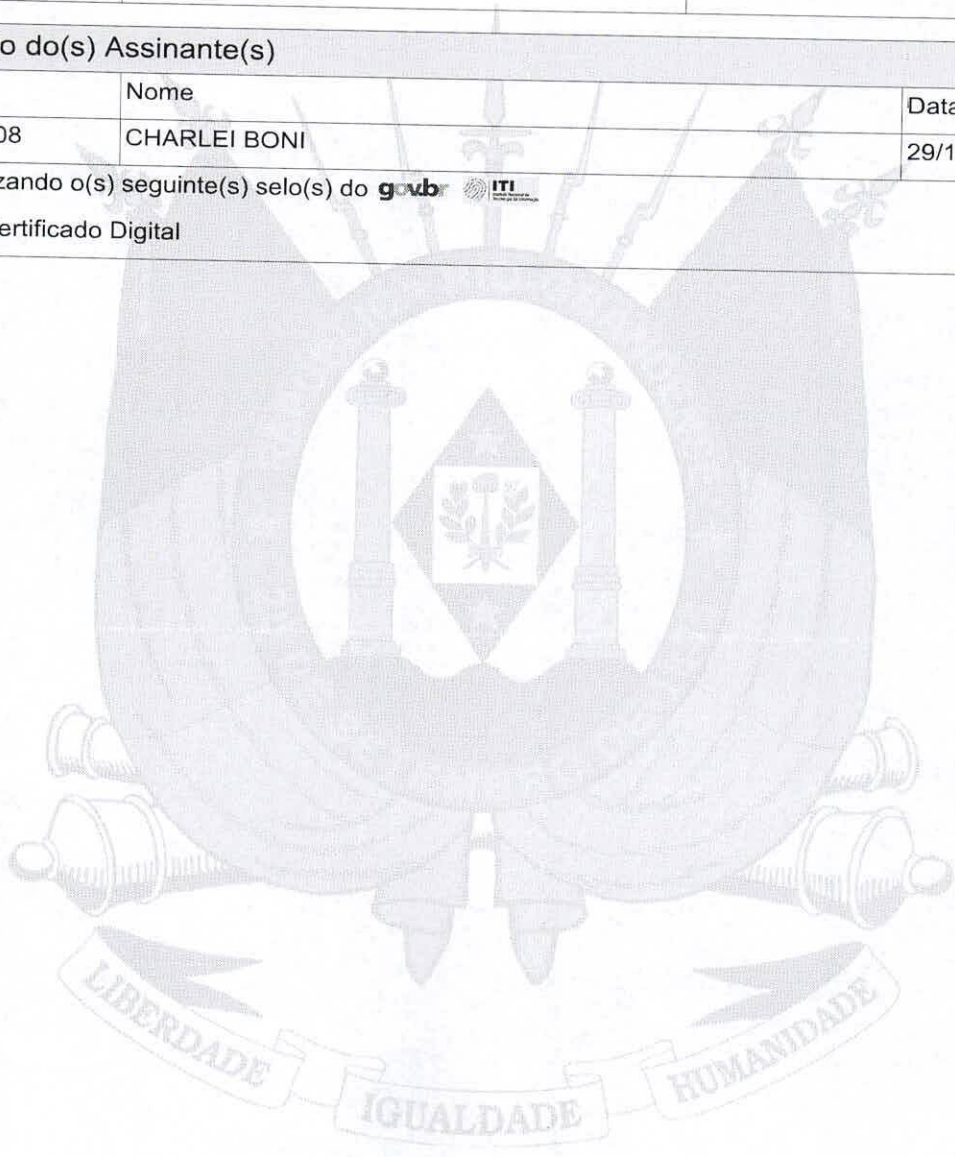 o do(s) Assinante(s)
Nome Data
08 CHARLEI BONI 29/1
zando o(s) seguinte(s) selo(s) do gov.br ITI
ertificado Digital
LIBERDADE IGUALDADE HUMANIDADE